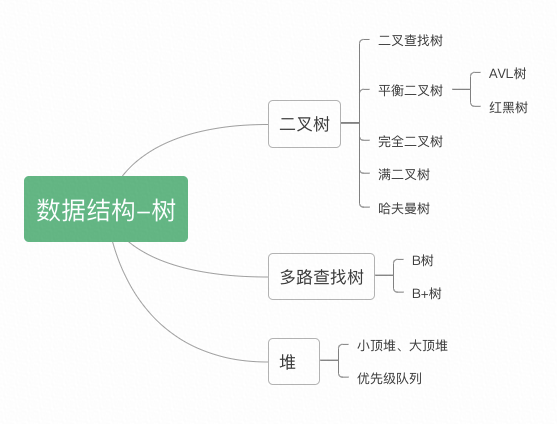 数据结构-树
二叉树
二叉查找树
平衡二叉树
AVL树
红黑树
完全二叉树
满二叉树
哈夫曼树
多路查找树
B树
B+树
堆
小顶堆、大顶堆
优先级队列